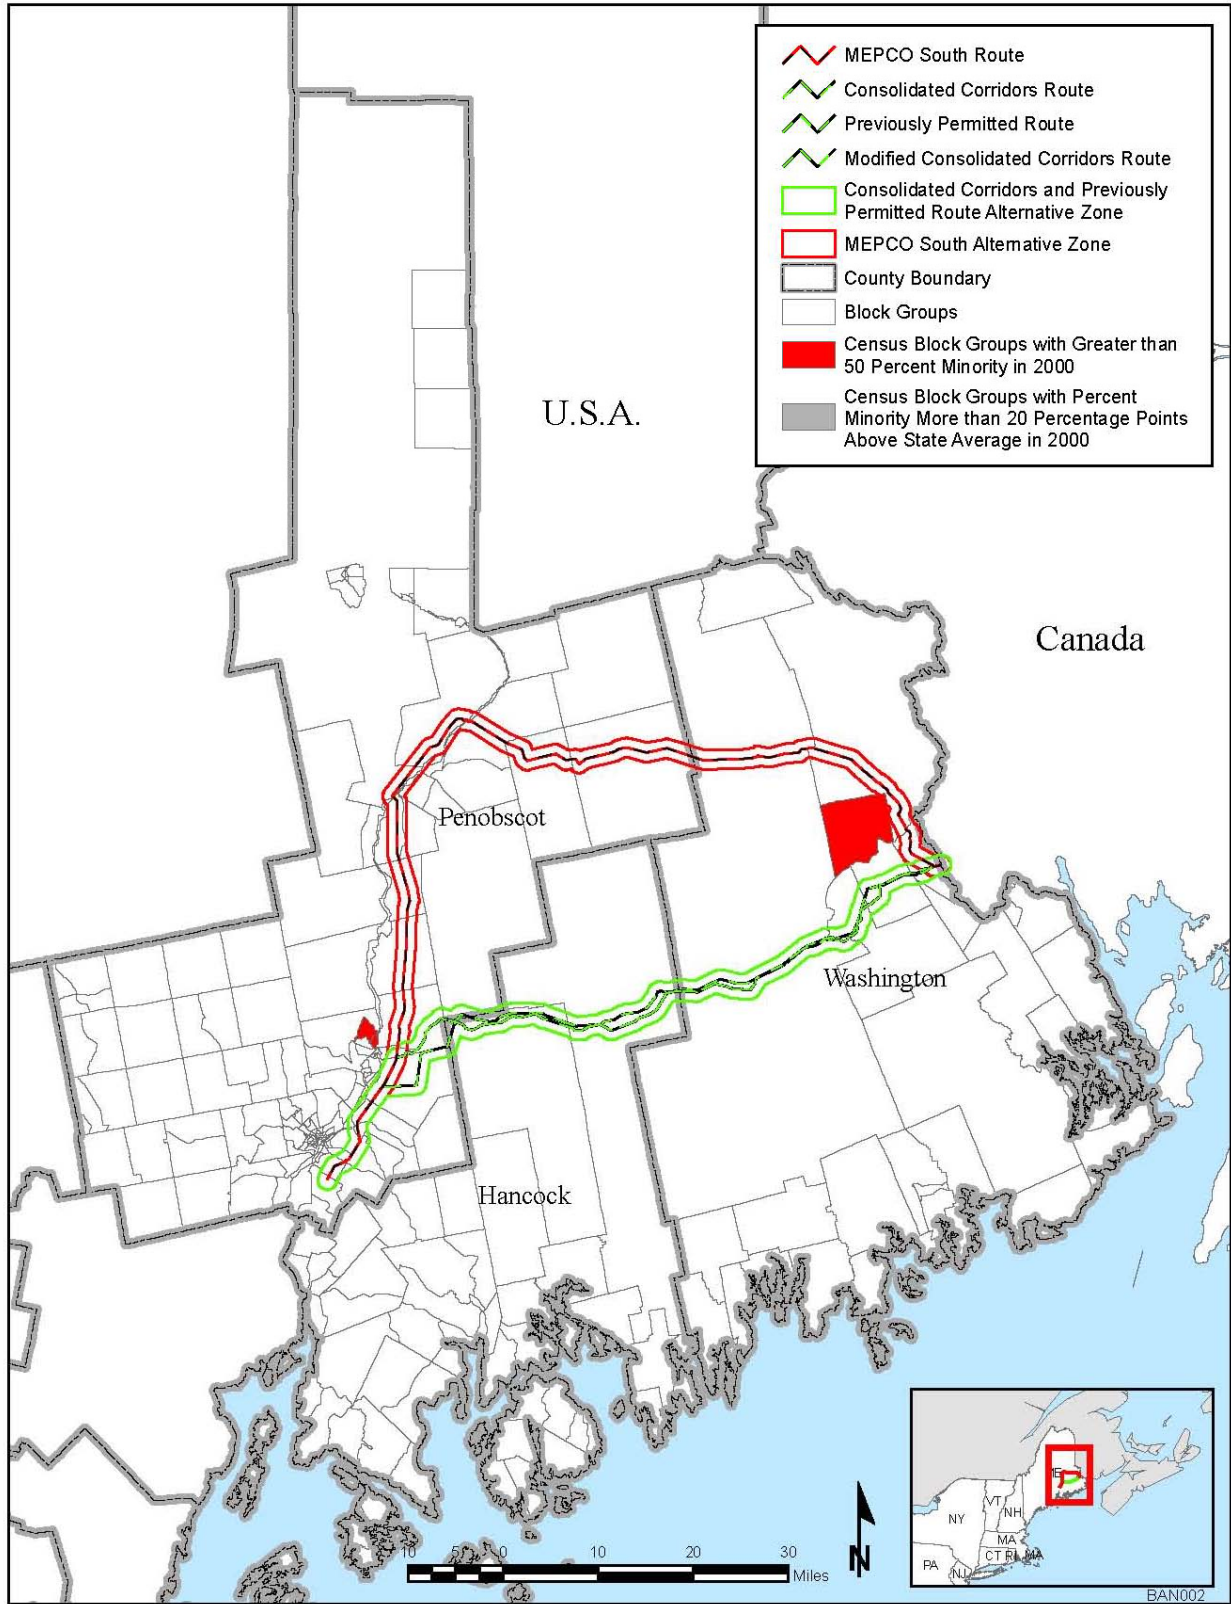 MEPCO South Route
Consolidated Corridors Route
Previously Permitted Route
Modified Consolidated Corridors Route
Consolidated Corridors and Previously
Permitted Route Alternative Zone
MEPCO South Alternative Zone
County Boundary
Block Groups
Census Block Groups with Greater than
50 Percent Minority in 2000
Census Block Groups with Percent
Minority More than 20 Percentage Points
Above State Average in 2000
U.S.A.
Canada
Penobscot
Washington
Hancock
10 5 0 10 20 30
Miles
N
ME
VT
NH
NY
MA
CT RI MA
PA
NJ
BAN002